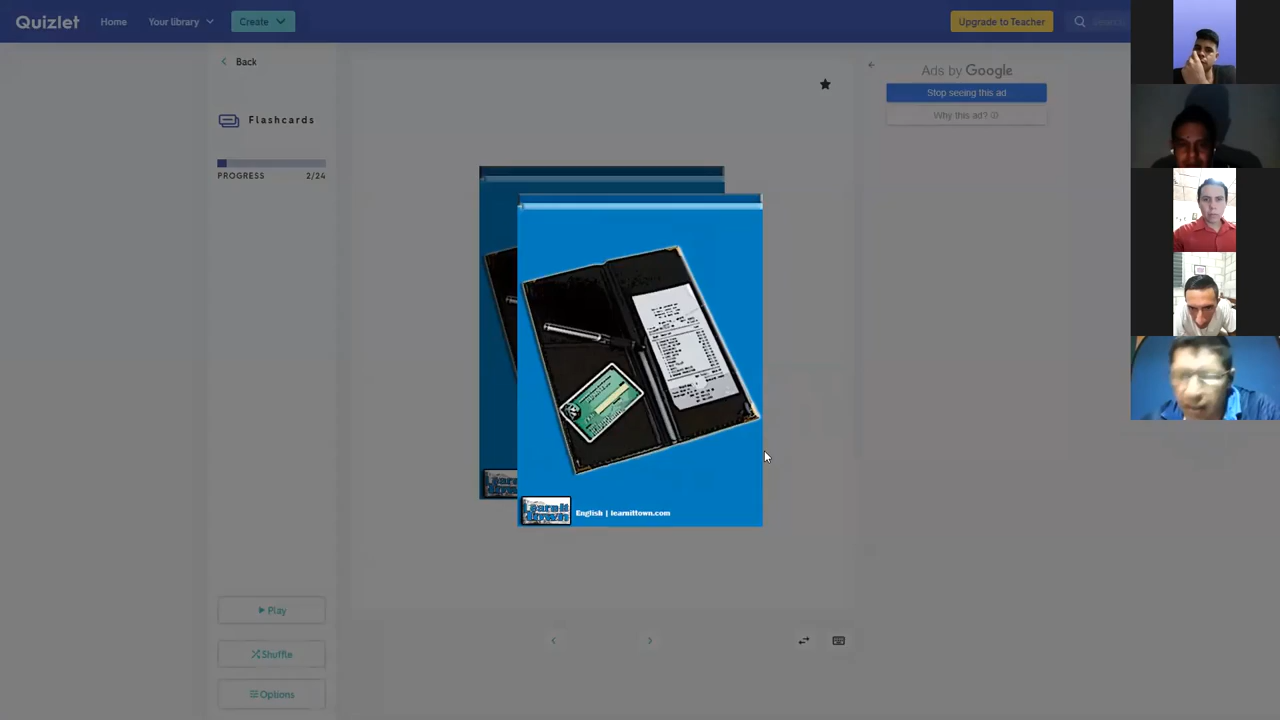 Quizlet
Home
Your library
Create
Upgrade to Teacher
Search
Back
Flashcards
PROGRESS
2/24
Ads by Google
Stop seeing this ad
Why this ad?
English | learnittown.com
Play
Shuffle
Options